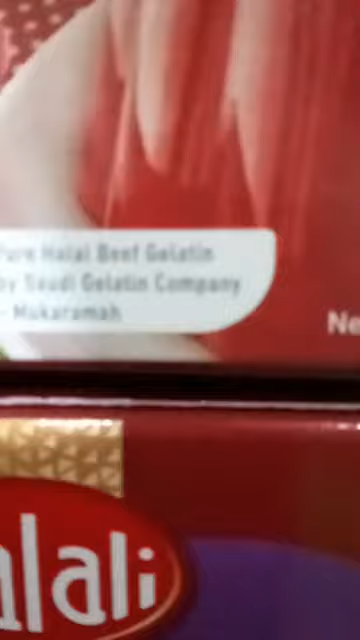 Pure Halal Beef Gelatin
by Saudi Gelatin Company
- Mukaramah
Ne
alali